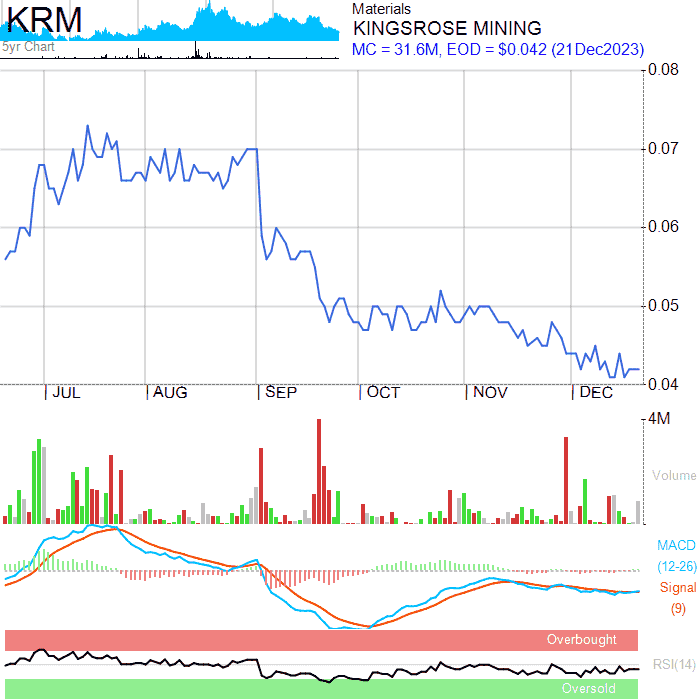 KRM
5yr Chart
Materials
KINGSROSE MINING
MC = 31.6M, EOD = $0.042 (21Dec2023)
0.08
0.07
0.06
0.05
0.04
JUL AUG SEP OCT NOV DEC
4M
Volume
MACD
(12-26)
Signal
(9)
Overbought
RSI(14)
Oversold